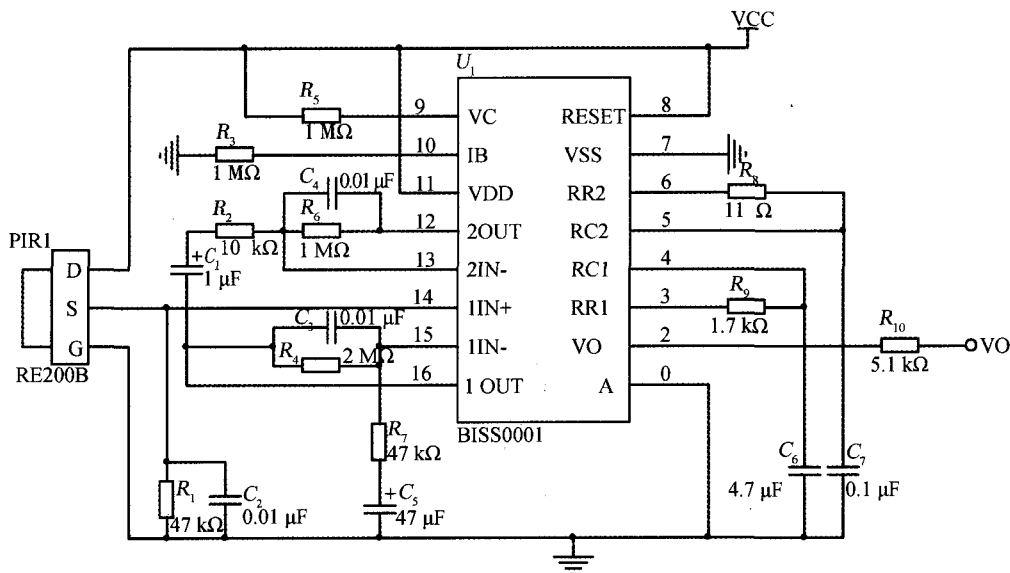 VCC
U₁
R₅
1 MΩ
9
VC
RESET
8
R₃
1 MΩ
10
IB
VSS
7
C₄
0.01 μF
11
VDD
RR2
6
R₈
11 Ω
R₂
10 kΩ
R₆
1 MΩ
12
2OUT
RC2
5
PIR1
C₁
1 μF
13
2IN-
RC1
4
D
S
G
RE200B
14
1IN+
RR1
3
R₉
1.7 kΩ
C₃
0.01 μF
R₄
2 MΩ
15
1IN-
VO
2
R₁₀
5.1 kΩ
VO
16
1 OUT
A
0
BISS0001
R₇
47 kΩ
R₁
47 kΩ
C₂
0.01 μF
C₅
47 μF
C₆
4.7 μF
C₇
0.1 μF